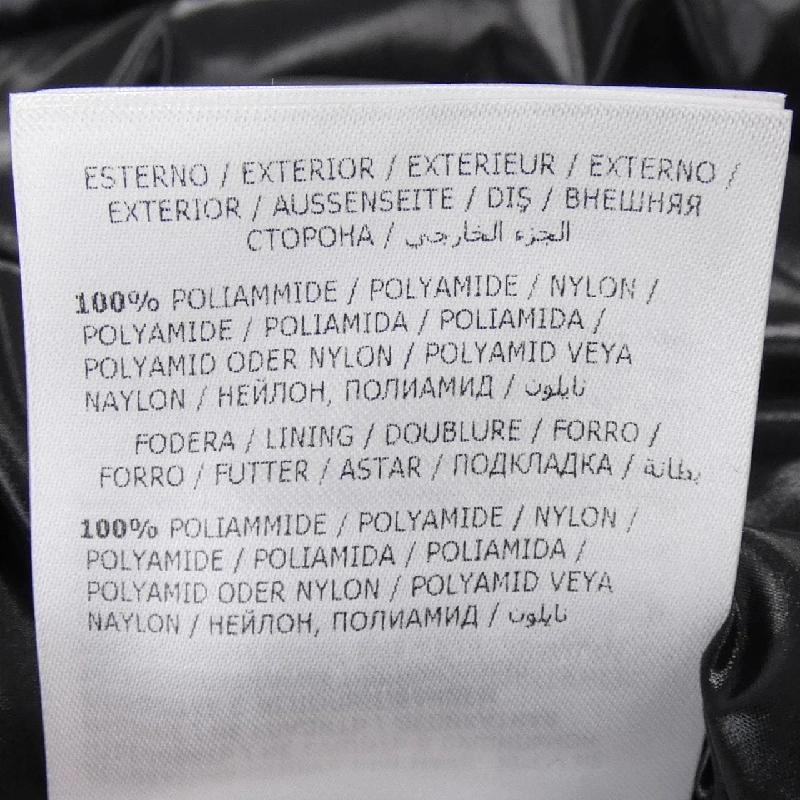 ESTERNO / EXTERIOR / EXTERIEUR / EXTERNO /
EXTERIOR / AUSSENSEITE / DIŞ / ВНЕШНЯЯ
СТОРОНА / الجزء الخارجي
100% POLIAMMIDE / POLYAMIDE / NYLON /
POLYAMIDE / POLIAMIDA / POLIAMIDA /
POLYAMID ODER NYLON / POLYAMID VEYA
NAYLON / НЕЙЛОН, ПОЛИАМИД / نايلون
FODERA / LINING / DOUBLURE / FORRO /
FORRO / FUTTER / ASTAR / ПОДКЛАДКА / بطانة
100% POLIAMMIDE / POLYAMIDE / NYLON /
POLYAMIDE / POLIAMIDA / POLIAMIDA /
POLYAMID ODER NYLON / POLYAMID VEYA
NAYLON / НЕЙЛОН, ПОЛИАМИД / نايلون